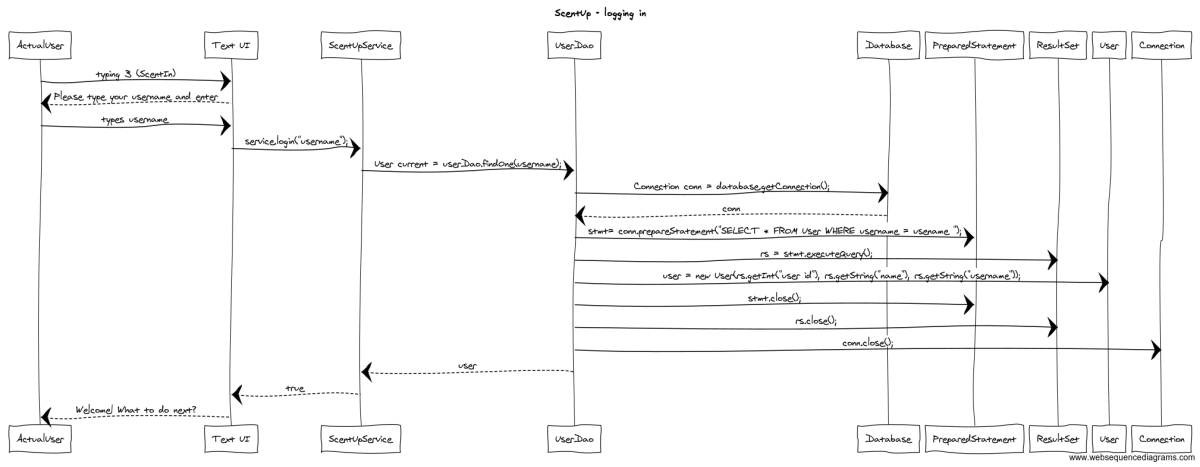 ScentUp - logging in
ActualUser
Text UI
ScentUpService
UserDao
Database
PreparedStatement
ResultSet
User
Connection
typing 3 (ScentIn)
Please type your username and enter
types username
service.login("username");
User current = userDao.findOne(username);
Connection conn = database.getConnection();
conn
stmt= conn.prepareStatement("SELECT * FROM User WHERE username = usename ");
rs = stmt.executeQuery();
user = new User(rs.getInt("user id"), rs.getString("name"), rs.getString("username"));
stmt.close();
rs.close();
conn.close();
user
true
Welcome! What to do next?
ActualUser
Text UI
ScentUpService
UserDao
Database
PreparedStatement
ResultSet
User
Connection
www.websequencediagrams.com